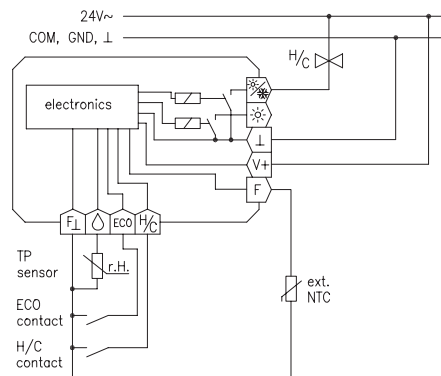 24V~
COM, GND, ⊥
H/C
electronics
⊥
V+
F
F⊥
ECO
H/C
TP
sensor
r.H.
ext.
NTC
ECO
contact
H/C
contact